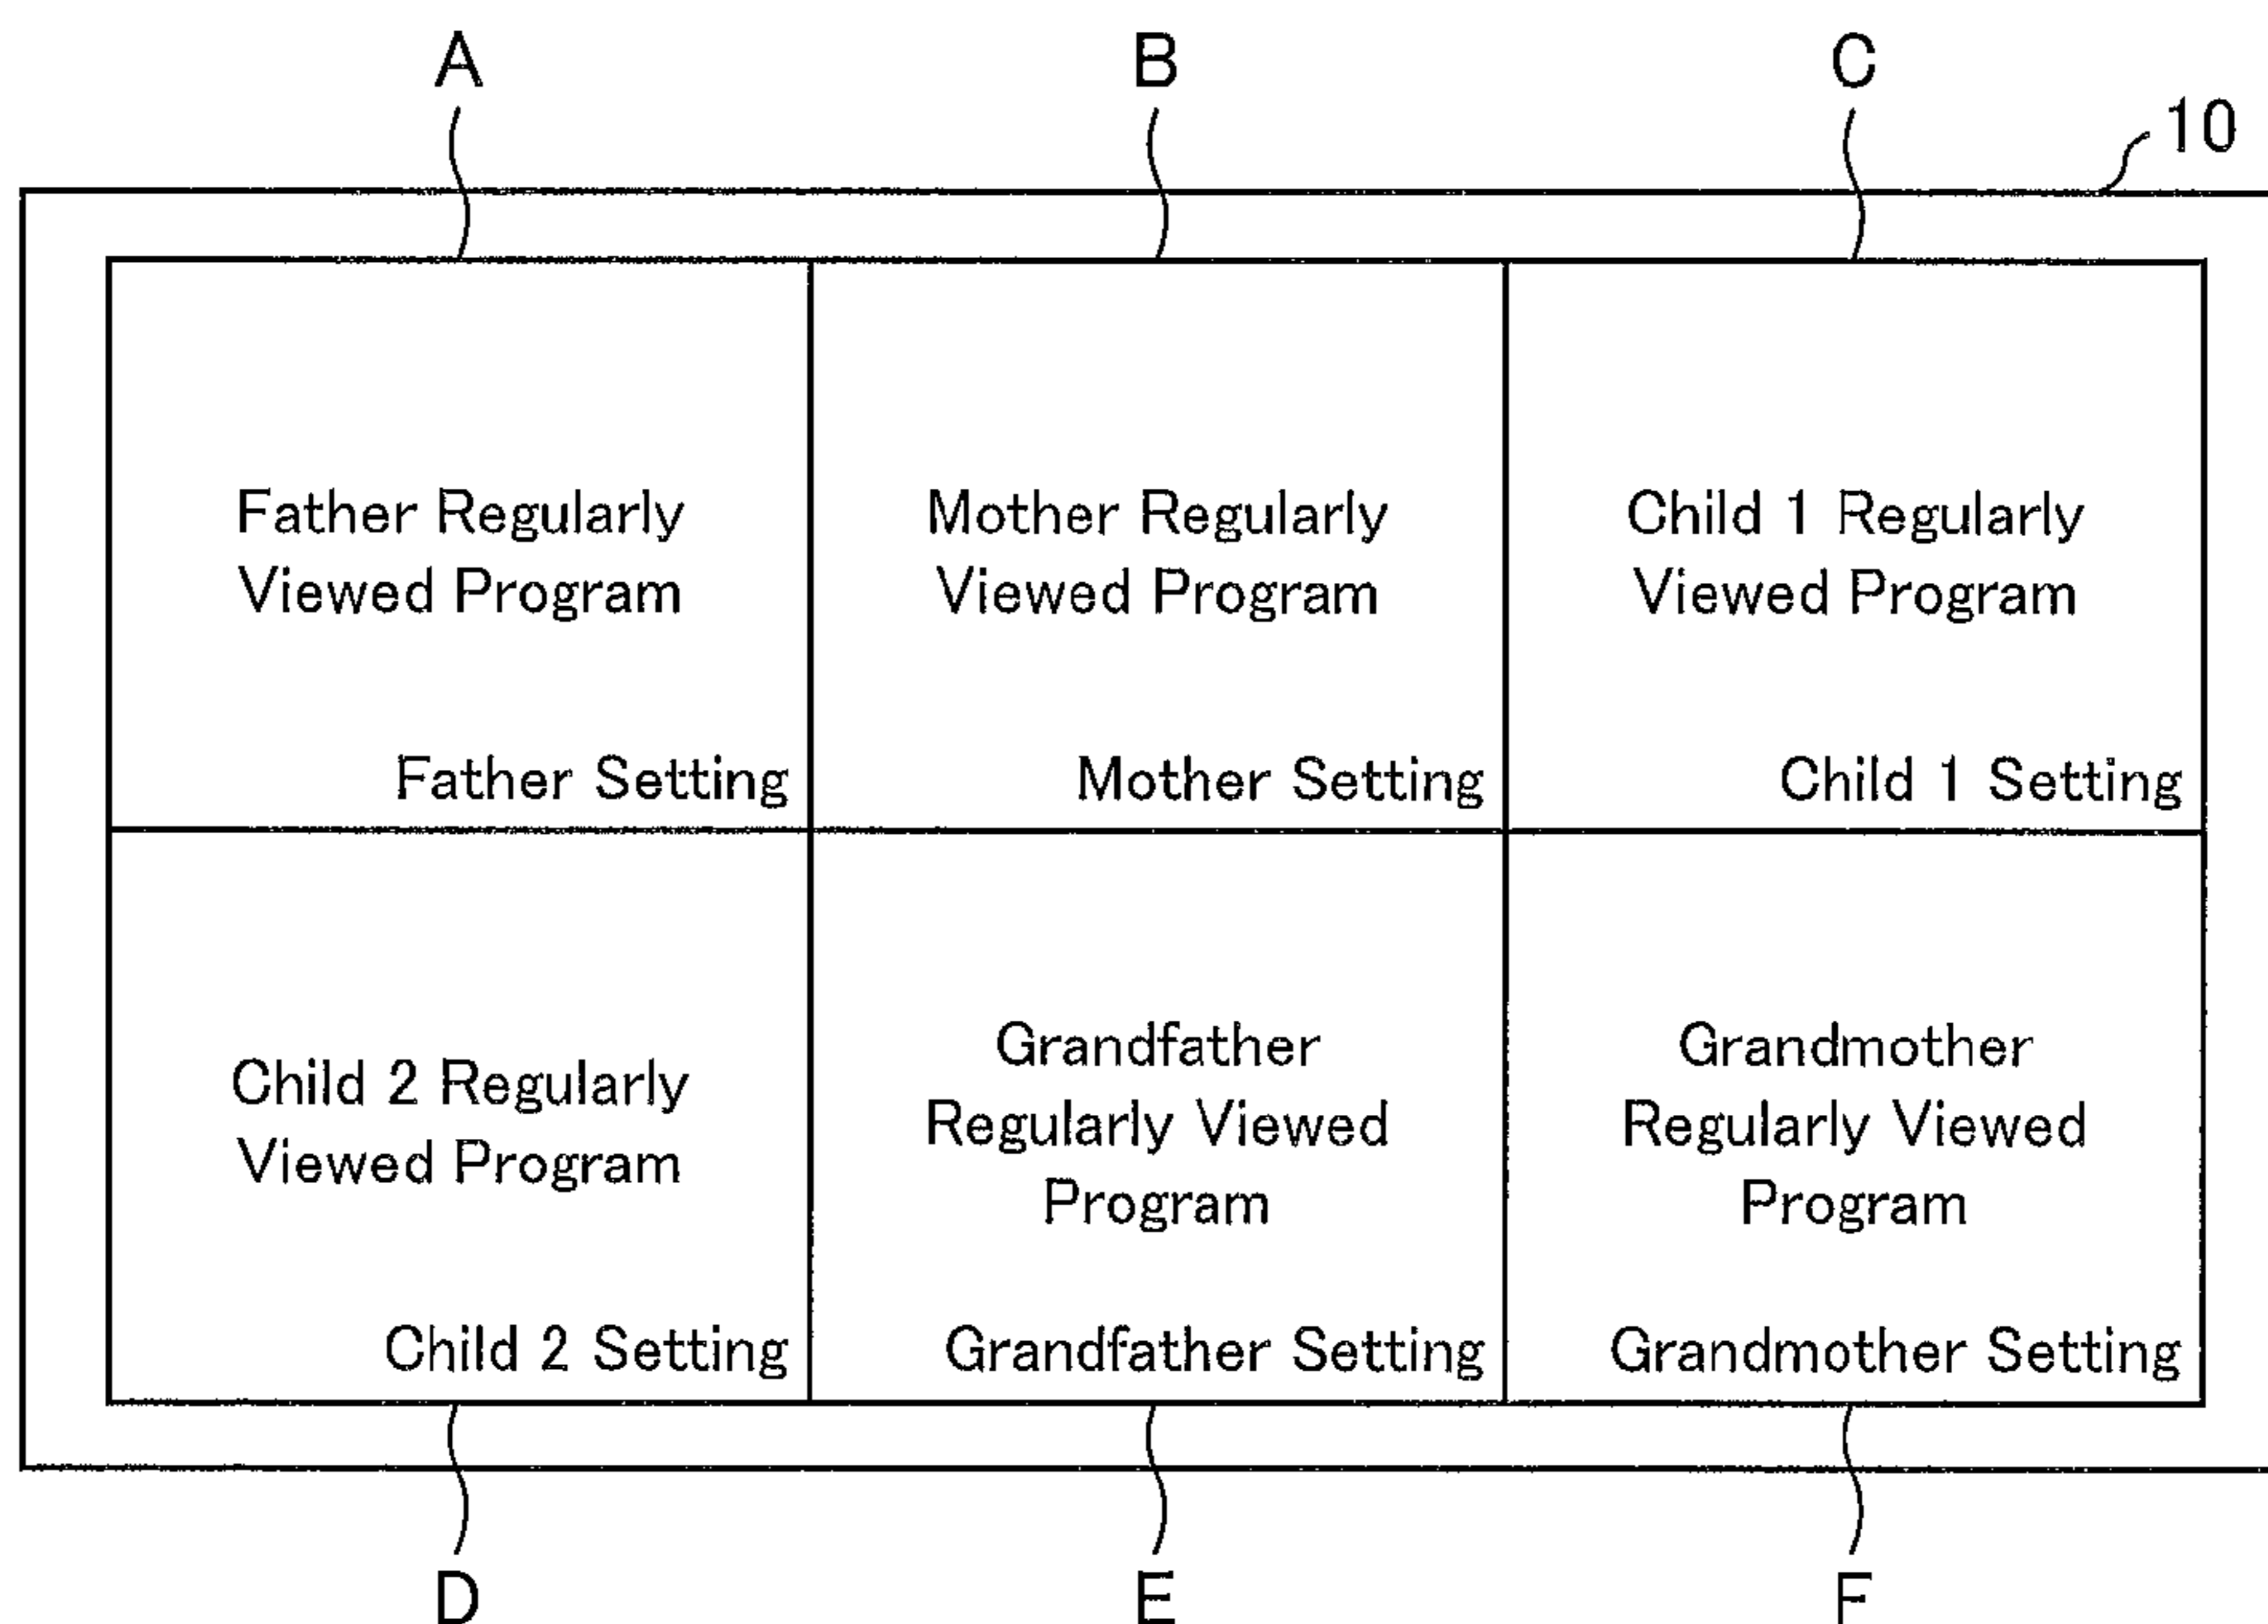 A
B
C
10
Father Regularly
Viewed Program
Father Setting
Mother Regularly
Viewed Program
Mother Setting
Child 1 Regularly
Viewed Program
Child 1 Setting
Child 2 Regularly
Viewed Program
Child 2 Setting
Grandfather
Regularly Viewed
Program
Grandfather Setting
Grandmother
Regularly Viewed
Program
Grandmother Setting
D
E
F